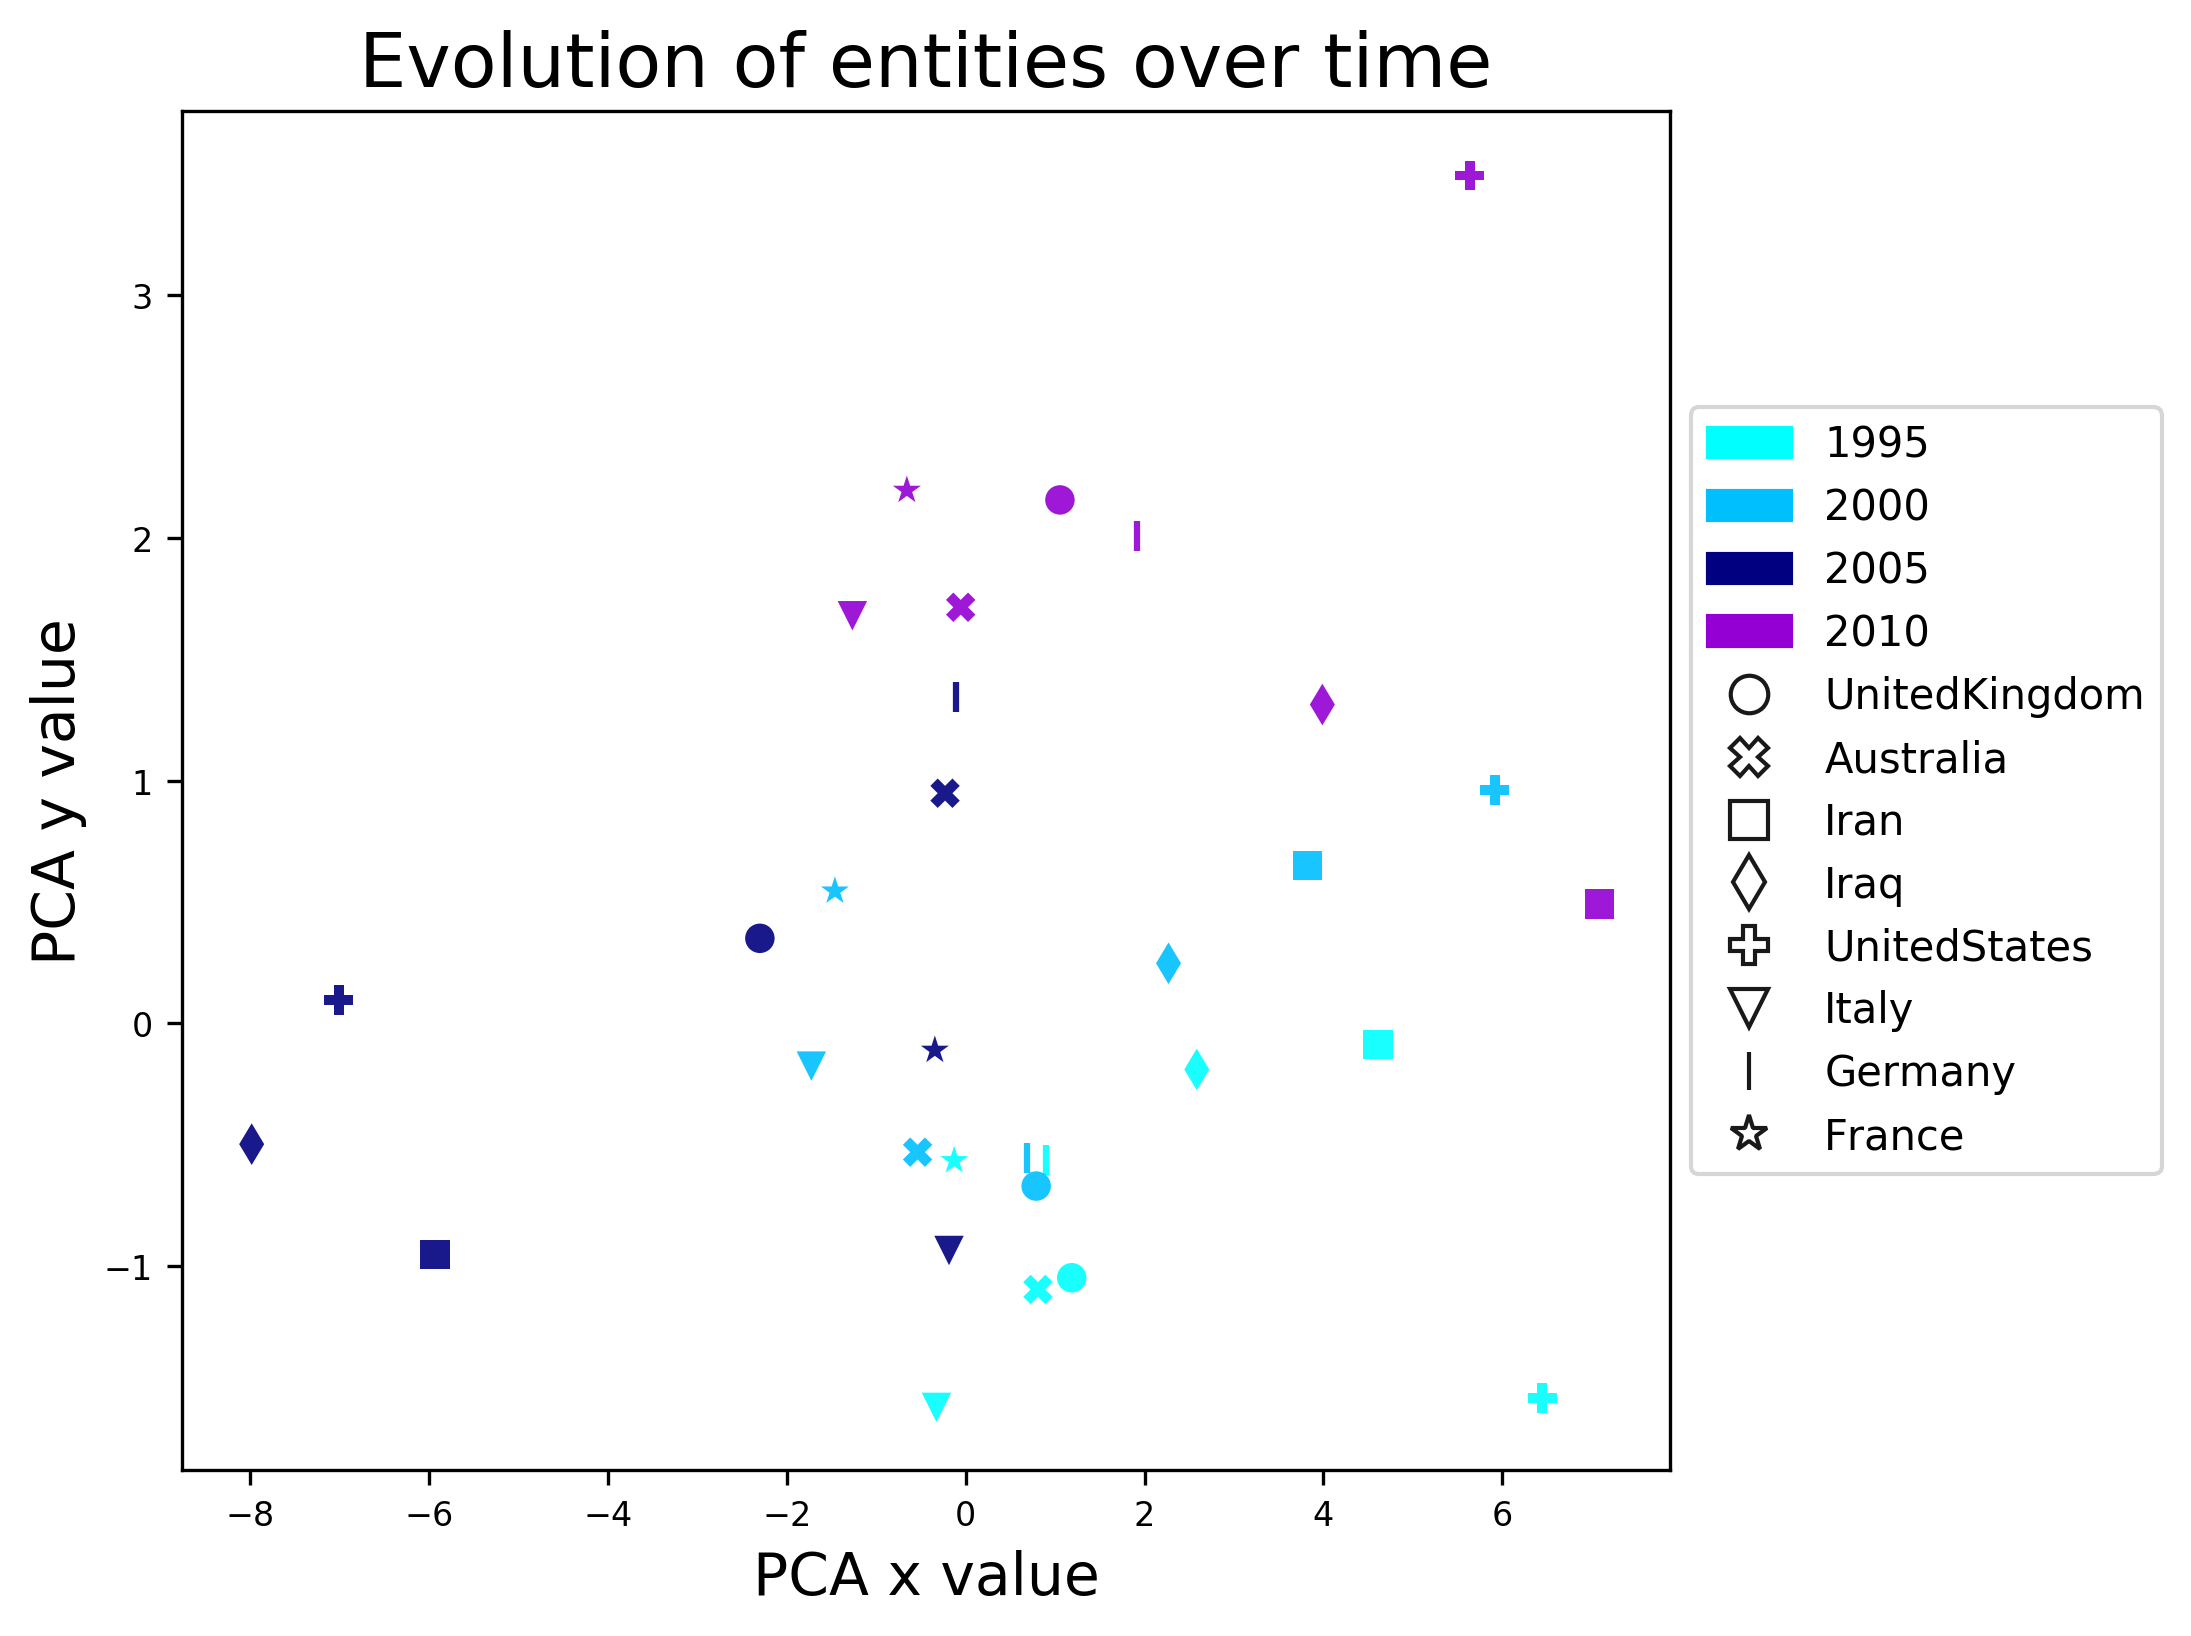 Evolution of entities over time
PCA y value
3
2
1
0
−1
−8 −6 −4 −2 0 2 4 6
PCA x value
1995
2000
2005
2010
UnitedKingdom
Australia
Iran
Iraq
UnitedStates
Italy
Germany
France